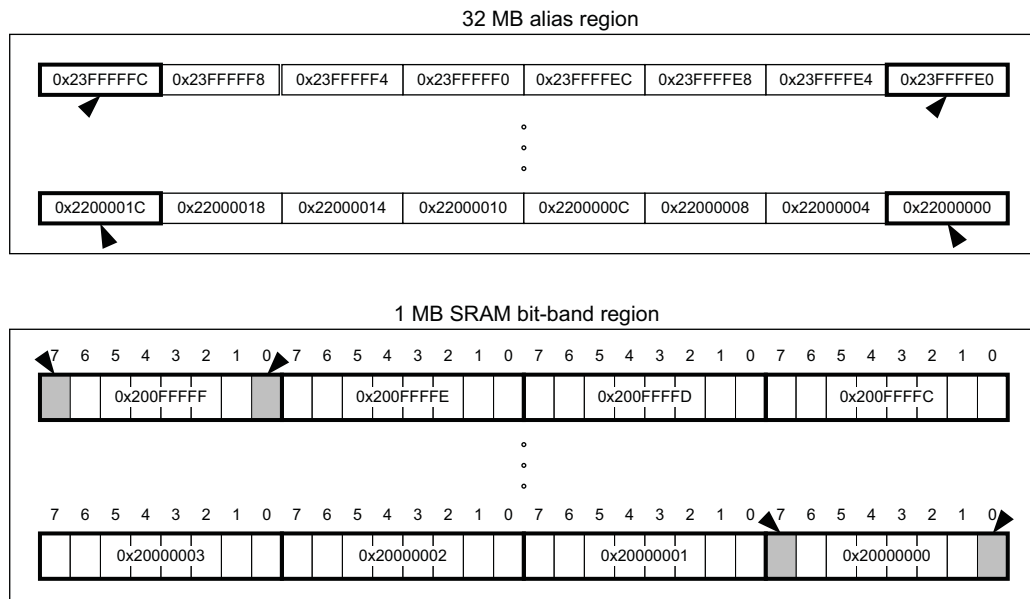 32 MB alias region
0x23FFFFFC 0x23FFFFF8 0x23FFFFF4 0x23FFFFF0 0x23FFFFEC 0x23FFFFE8 0x23FFFFE4 0x23FFFFE0
0x2200001C 0x22000018 0x22000014 0x22000010 0x2200000C 0x22000008 0x22000004 0x22000000
1 MB SRAM bit-band region
7 6 5 4 3 2 1 0 7 6 5 4 3 2 1 0 7 6 5 4 3 2 1 0 7 6 5 4 3 2 1 0
0x200FFFFF 0x200FFFFE 0x200FFFFD 0x200FFFFC
7 6 5 4 3 2 1 0 7 6 5 4 3 2 1 0 7 6 5 4 3 2 1 0 7 6 5 4 3 2 1 0
0x20000003 0x20000002 0x20000001 0x20000000